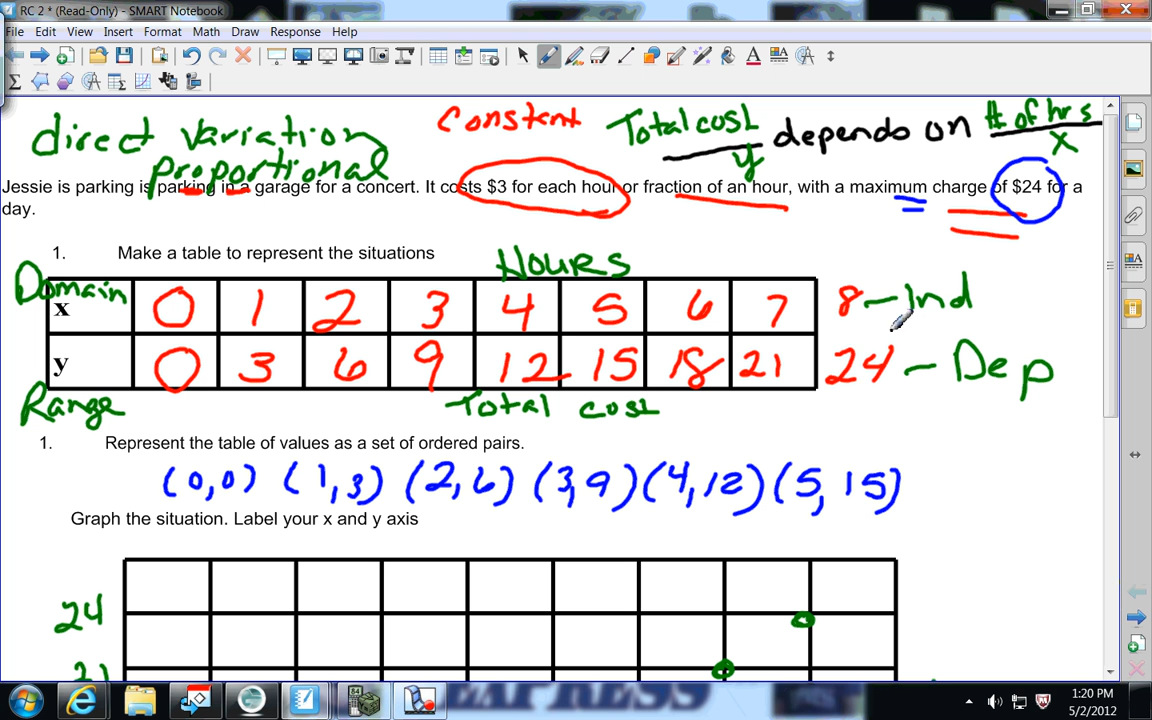 RC 2 * (Read-Only) - SMART Notebook
File Edit View Insert Format Math Draw Response Help
direct variation
proportional
Constant
Total cost depends on # of hrs
y x
Jessie is parking is parking in a garage for a concert. It costs $3 for each hour or fraction of an hour, with a maximum charge of $24 for a
day.
1. Make a table to represent the situations
Hours
Domain
x 0 1 2 3 4 5 6 7 8 - Ind
y 0 3 6 9 12 15 18 21 24 - Dep
Range Total cost
1. Represent the table of values as a set of ordered pairs.
(0,0) (1,3) (2,6) (3,9) (4,12) (5,15)
Graph the situation. Label your x and y axis
24
21
EXPRESS
1:20 PM
5/2/2012